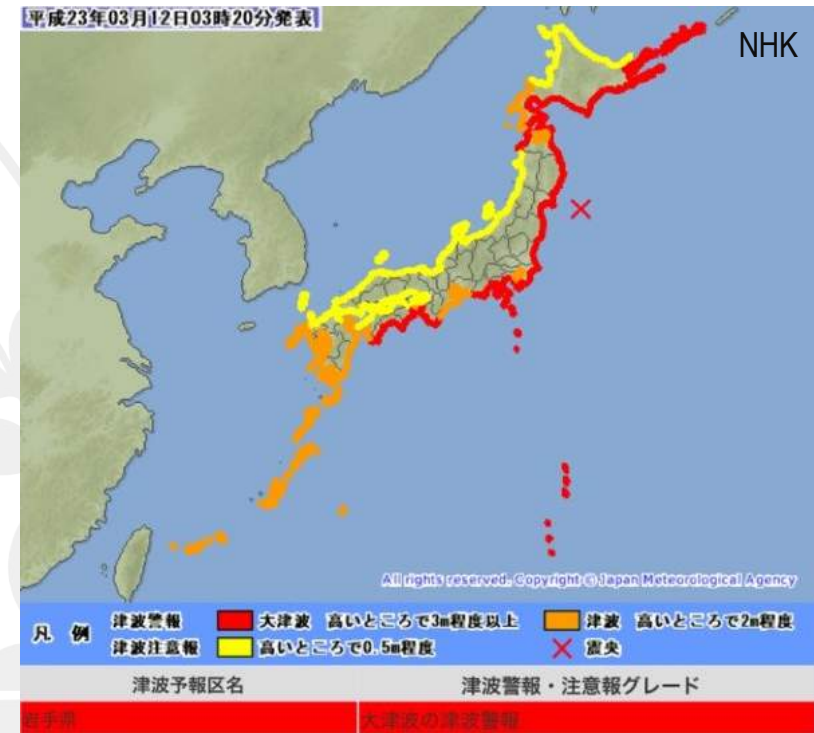 平成23年03月12日03時20分発表
NHK
All rights reserved. Copyright © Japan Meteorological Agency
凡 例 津波警報 大津波 高いところで3m程度以上 津波 高いところで2m程度
津波注意報 高いところで0.5m程度 震央
津波予報区名 津波警報・注意報グレード
岩手県 大津波の津波警報